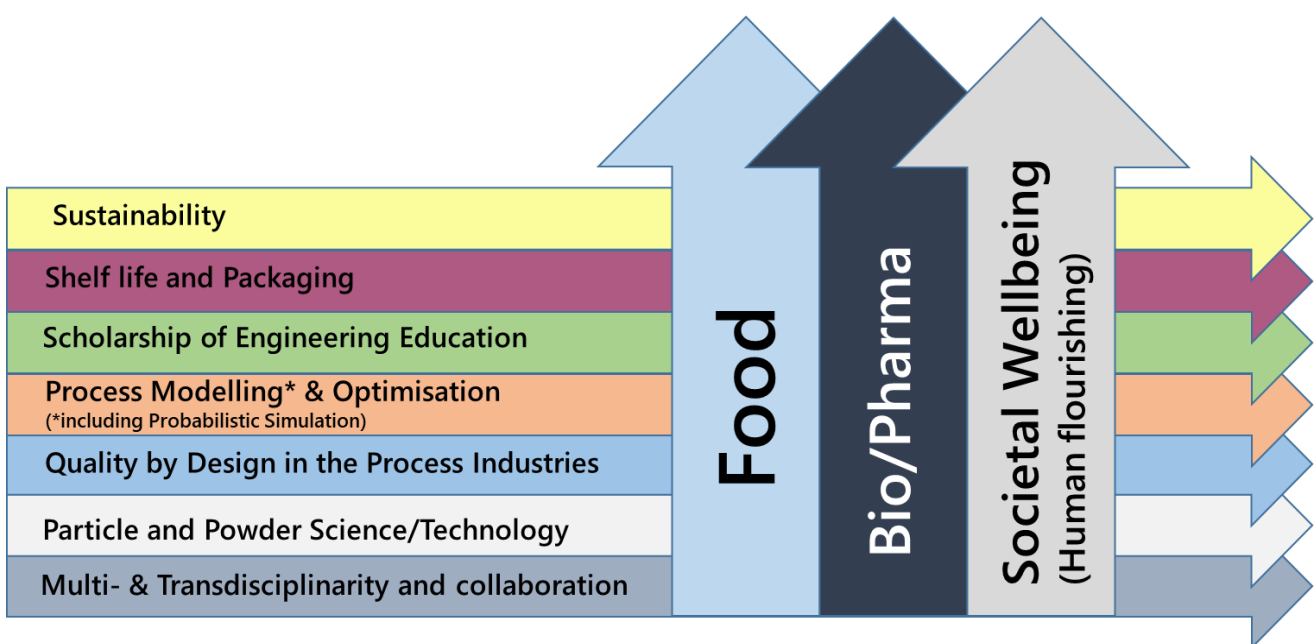 Sustainability
Shelf life and Packaging
Scholarship of Engineering Education
Process Modelling* & Optimisation
(*including Probabilistic Simulation)
Quality by Design in the Process Industries
Particle and Powder Science/Technology
Multi- & Transdisciplinarity and collaboration
Food
Bio/Pharma
Societal Wellbeing
(Human flourishing)